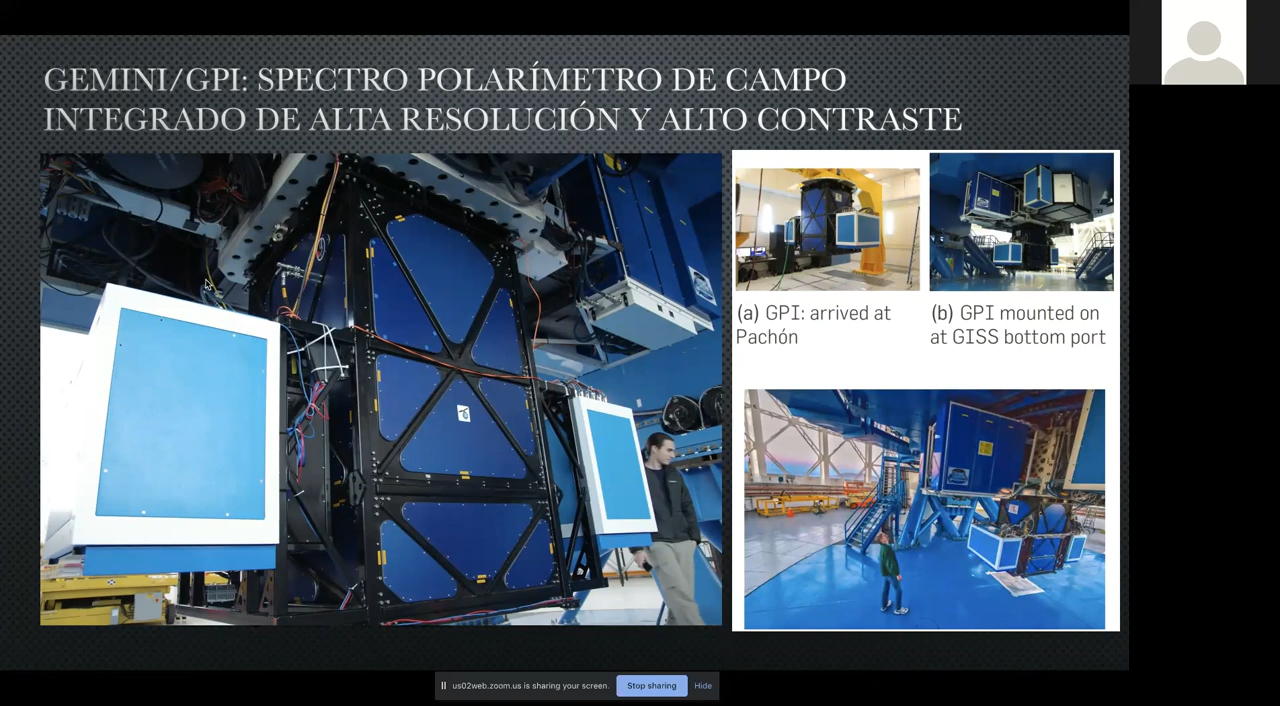 GEMINI/GPI: SPECTRO POLARÍMETRO DE CAMPO
INTEGRADO DE ALTA RESOLUCIÓN Y ALTO CONTRASTE
(a) GPI: arrived at
Pachón
(b) GPI mounted on
at GISS bottom port
us02web.zoom.us is sharing your screen.
Stop sharing
Hide